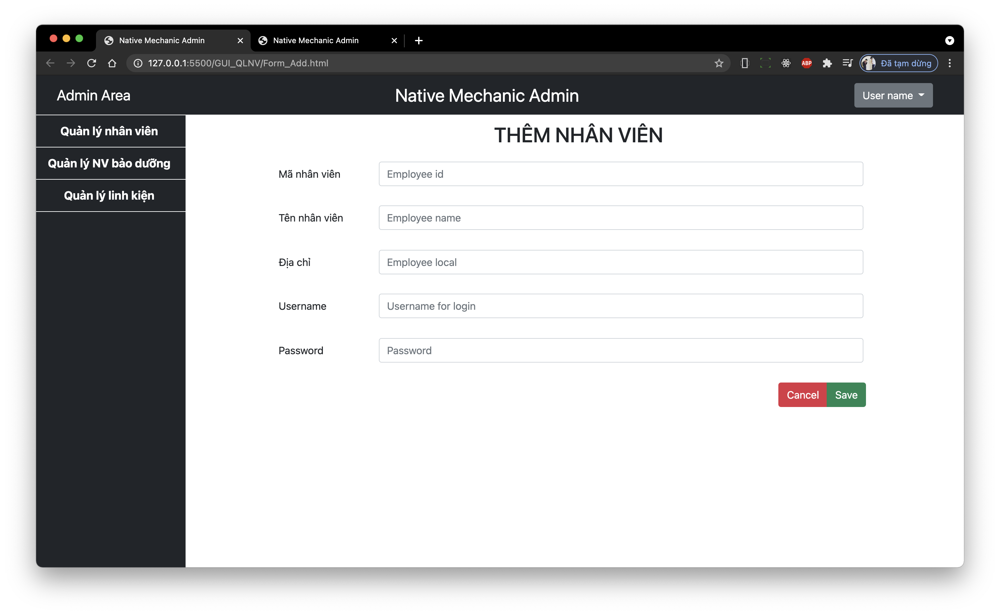 Native Mechanic Admin
Native Mechanic Admin
127.0.0.1:5500/GUI_QLNV/Form_Add.html
ABP
Đã tạm dừng
Admin Area
Native Mechanic Admin
User name
Quản lý nhân viên
Quản lý NV bảo dưỡng
Quản lý linh kiện
THÊM NHÂN VIÊN
Mã nhân viên
Employee id
Tên nhân viên
Employee name
Địa chỉ
Employee local
Username
Username for login
Password
Password
Cancel
Save